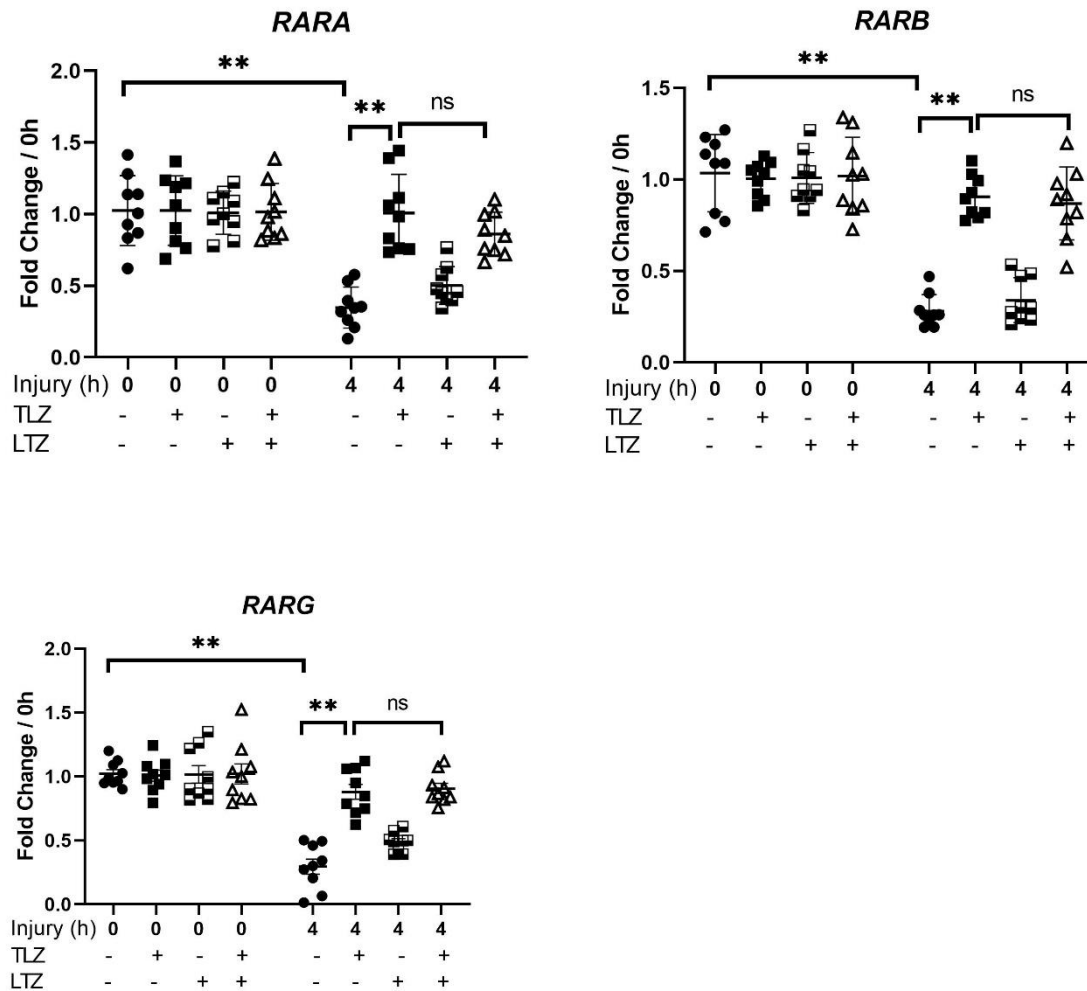 RARA
**
2.0
** ns
1.5
1.0
0.5
0.0
Fold Change / 0h
Injury (h) 0 0 0 0 4 4 4 4
TLZ - + - + - + - +
LTZ - - + + - - + +
RARB
**
1.5
** ns
1.0
0.5
0.0
Fold Change / 0h
Injury (h) 0 0 0 0 4 4 4 4
TLZ - + - + - + - +
LTZ - - + + - - + +
RARG
**
2.0
** ns
1.5
1.0
0.5
0.0
Fold Change / 0h
Injury (h) 0 0 0 0 4 4 4 4
TLZ - + - + - + - +
LTZ - - + + - - + +